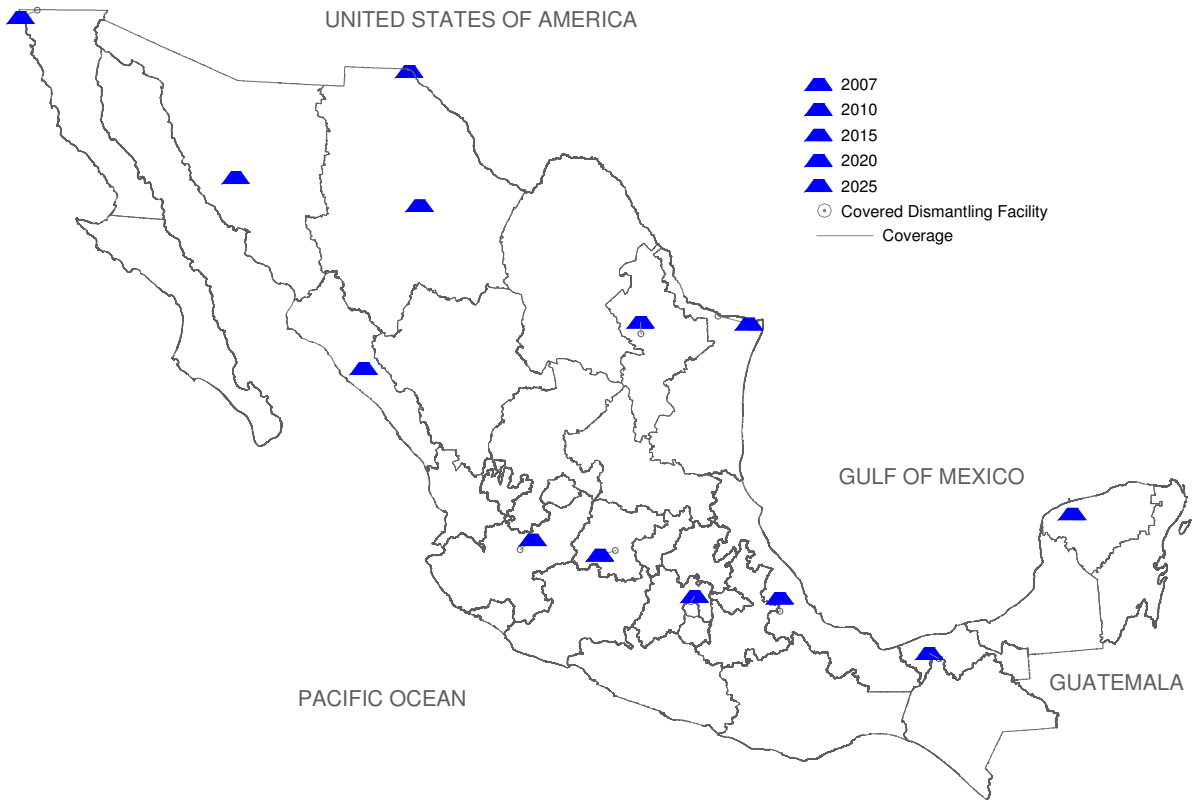 UNITED STATES OF AMERICA
2007
2010
2015
2020
2025
Covered Dismantling Facility
Coverage
GULF OF MEXICO
GUATEMALA
PACIFIC OCEAN